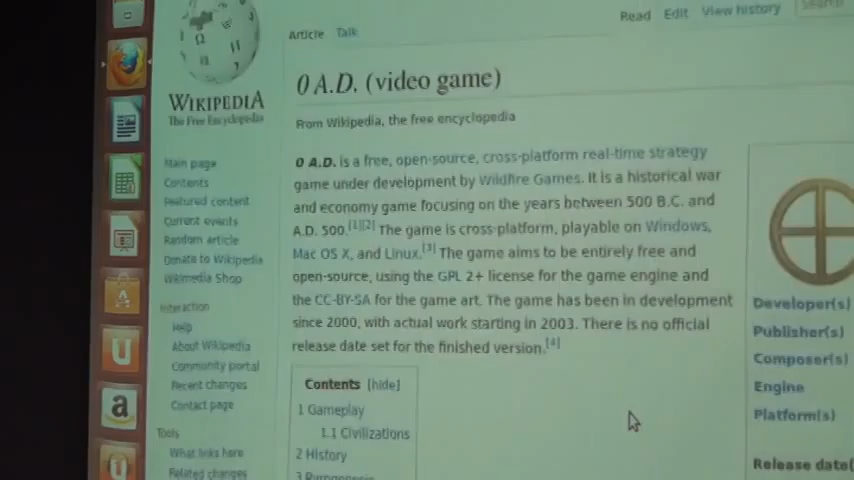 Read Edit View history Search
Article Talk
WIKIPEDIA
The Free Encyclopedia
0 A.D. (video game)
From Wikipedia, the free encyclopedia
0 A.D. is a free, open-source, cross-platform real-time strategy
game under development by Wildfire Games. It is a historical war
and economy game focusing on the years between 500 B.C. and
A.D. 500.[1][2] The game is cross-platform, playable on Windows,
Mac OS X, and Linux.[3] The game aims to be entirely free and
open-source, using the GPL 2+ license for the game engine and
the CC-BY-SA for the game art. The game has been in development
since 2000, with actual work starting in 2003. There is no official
release date set for the finished version.[4]
Contents [hide]
1 Gameplay
1.1 Civilizations
2 History
Main page
Contents
Featured content
Current events
Random article
Donate to Wikipedia
Wikimedia Shop
Interaction
Help
About Wikipedia
Community portal
Recent changes
Contact page
Tools
What links here
Related changes
Developer(s)
Publisher(s)
Composer(s)
Engine
Platform(s)
Release date(